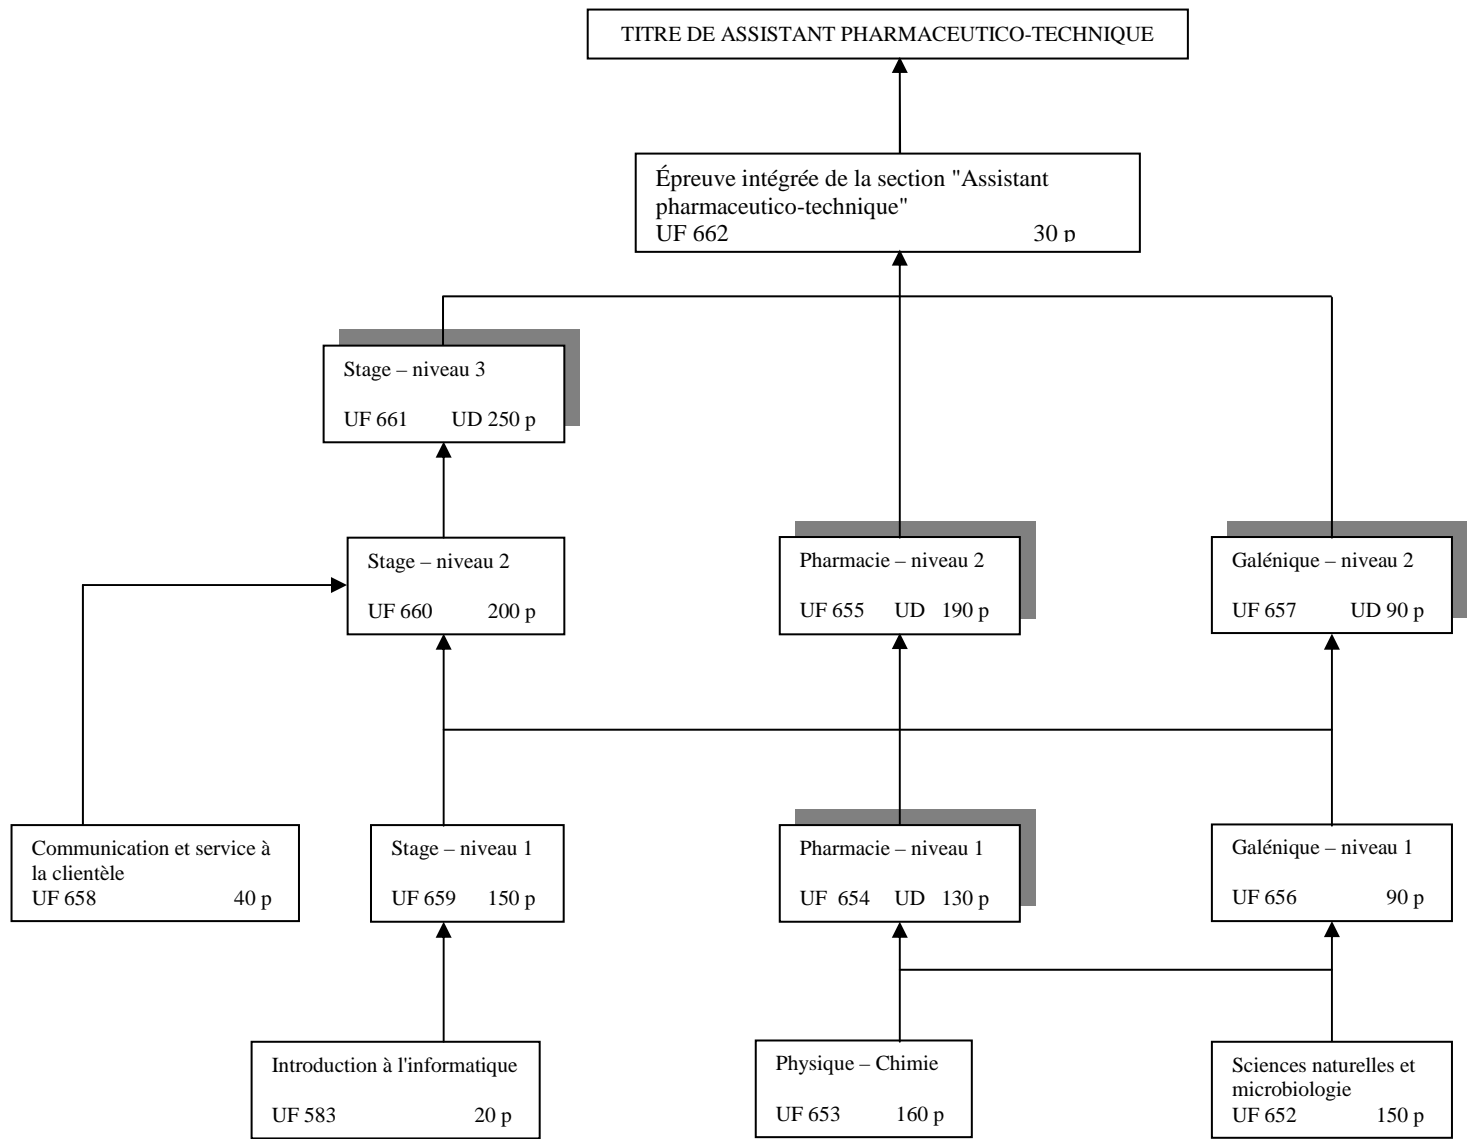 TITRE DE ASSISTANT PHARMACEUTICO-TECHNIQUE
Épreuve intégrée de la section "Assistant
pharmaceutico-technique"
UF 662 30 p
Stage – niveau 3
UF 661 UD 250 p
Stage – niveau 2
UF 660 200 p
Pharmacie – niveau 2
UF 655 UD 190 p
Galénique – niveau 2
UF 657 UD 90 p
Communication et service à
la clientèle
UF 658 40 p
Stage – niveau 1
UF 659 150 p
Pharmacie – niveau 1
UF 654 UD 130 p
Galénique – niveau 1
UF 656 90 p
Introduction à l'informatique
UF 583 20 p
Physique – Chimie
UF 653 160 p
Sciences naturelles et
microbiologie
UF 652 150 p